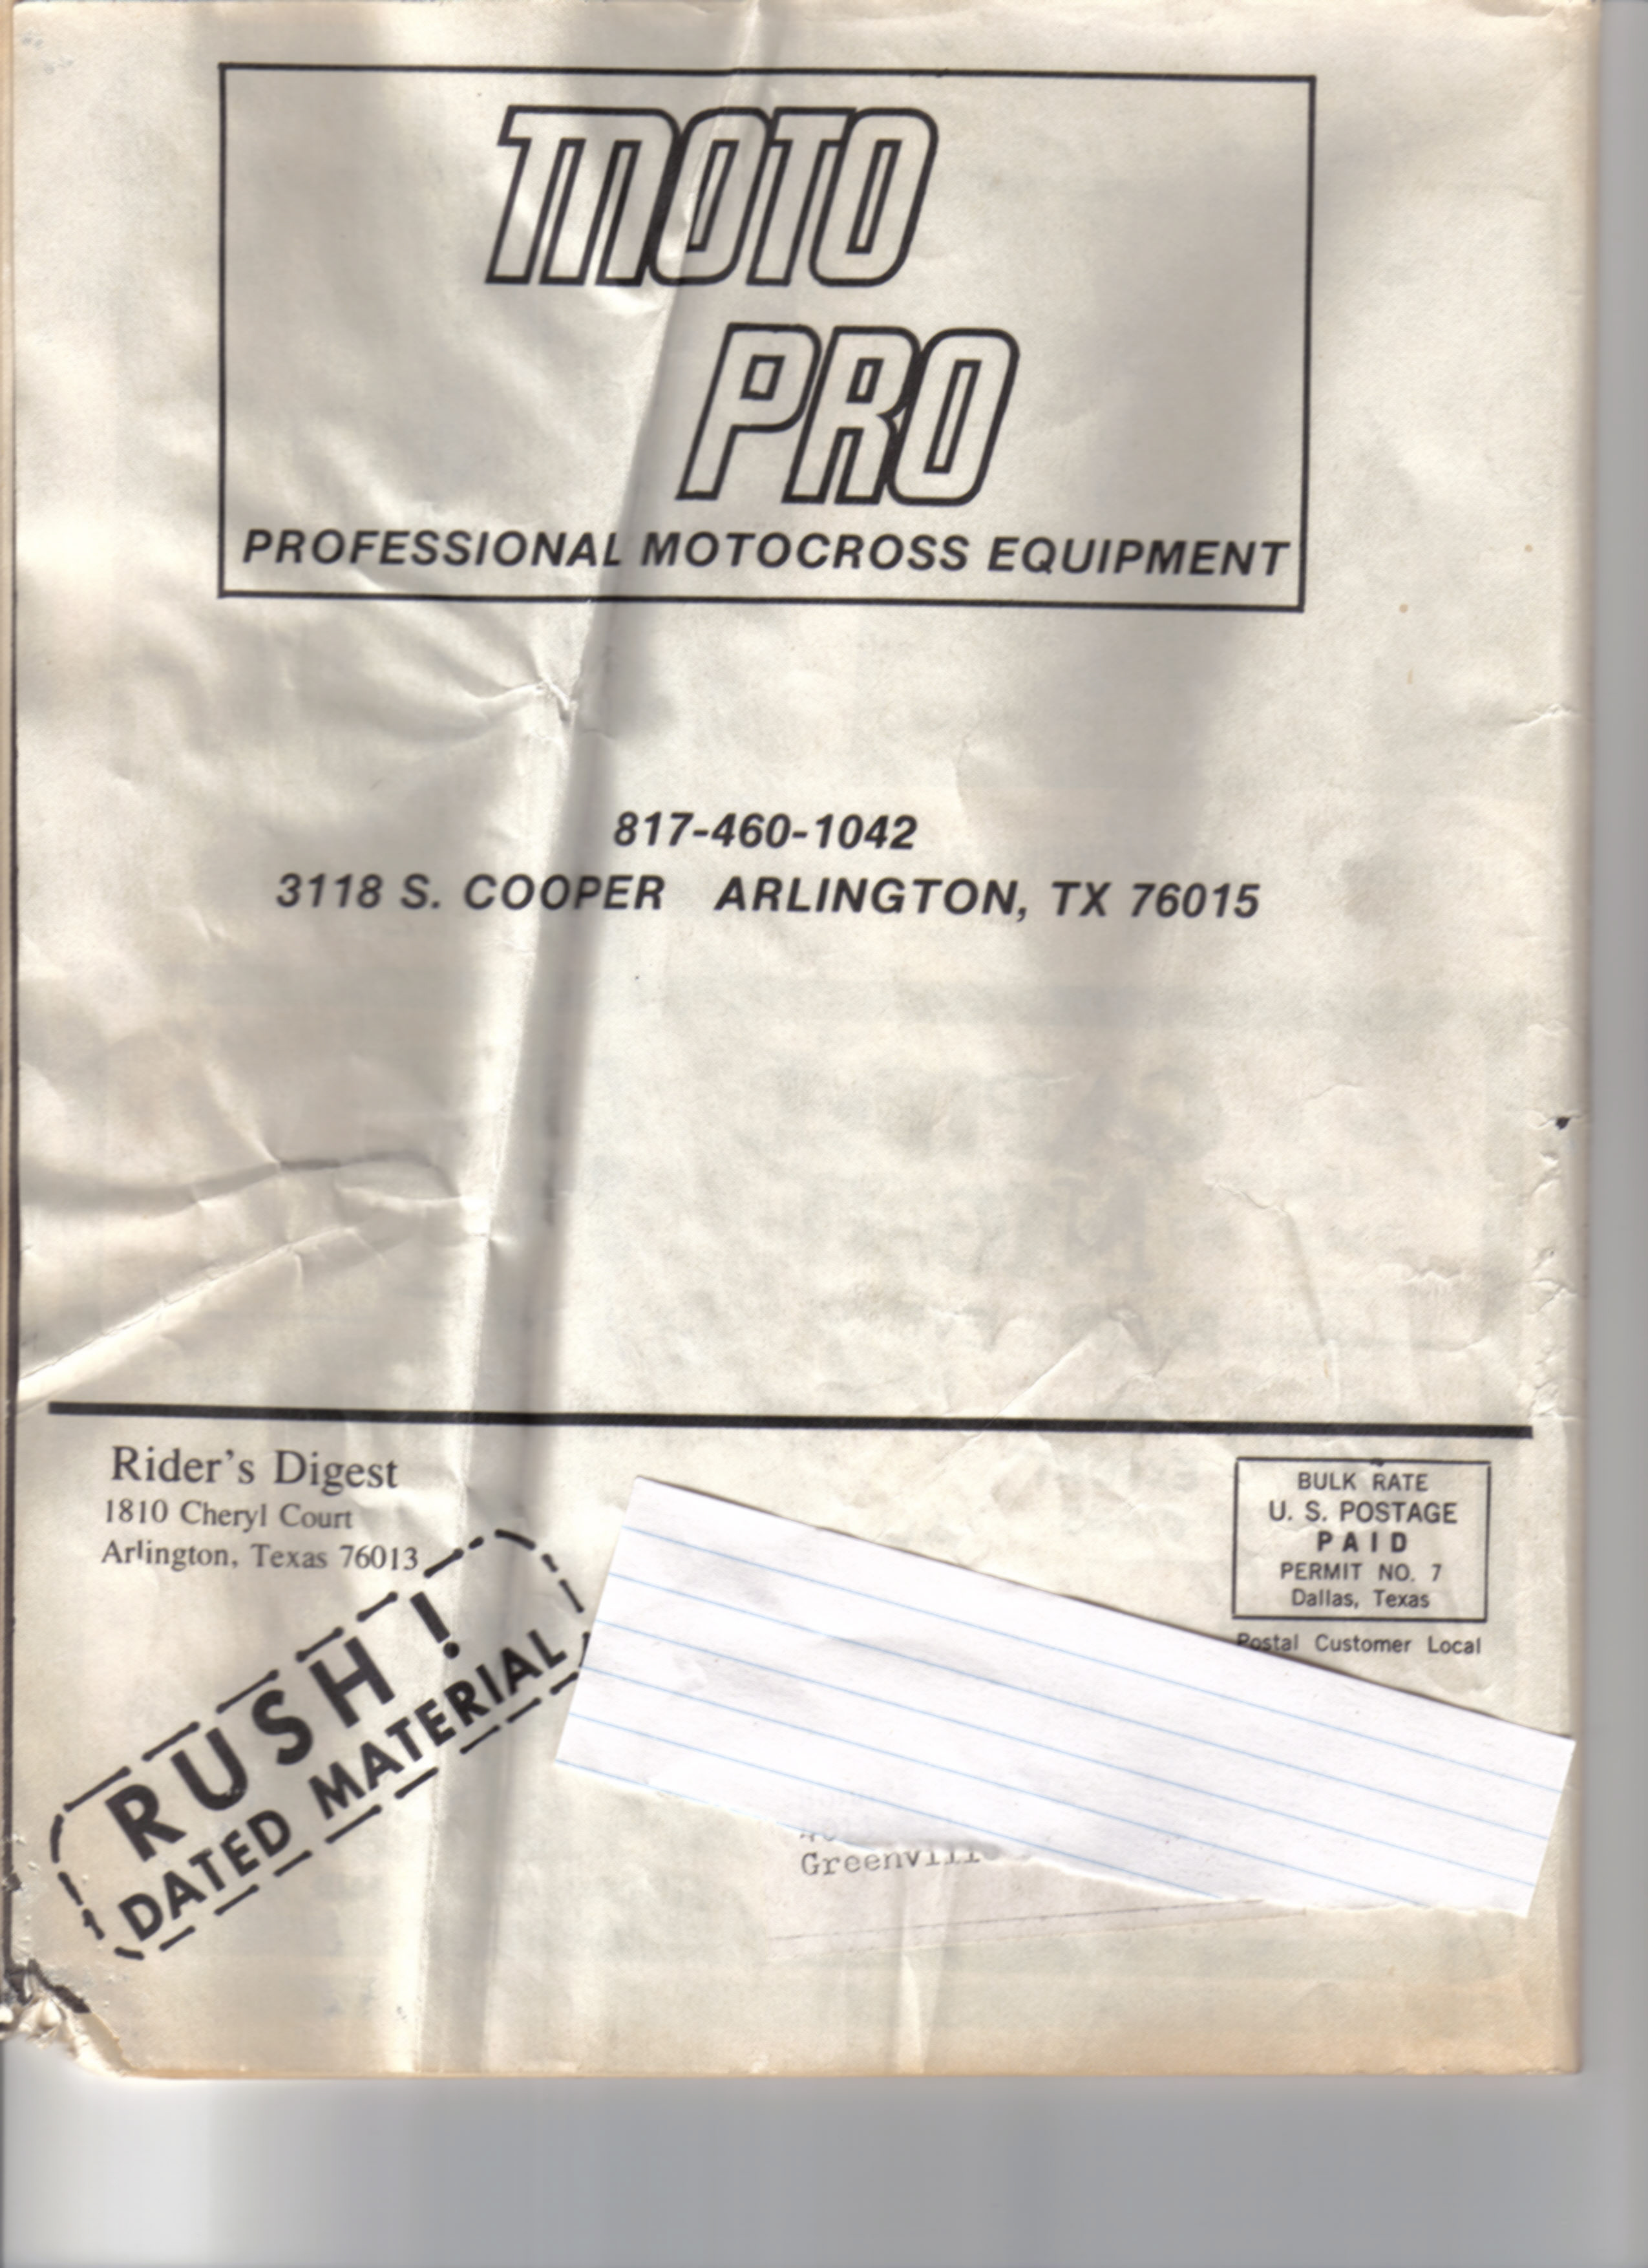 MOTO
PRO
PROFESSIONAL MOTOCROSS EQUIPMENT
817-460-1042
3118 S. COOPER ARLINGTON, TX 76015
Rider's Digest
1810 Cheryl Court
Arlington, Texas 76013
BULK RATE
U. S. POSTAGE
PAID
PERMIT NO. 7
Dallas, Texas
Postal Customer Local
RUSH!
DATED MATERIAL